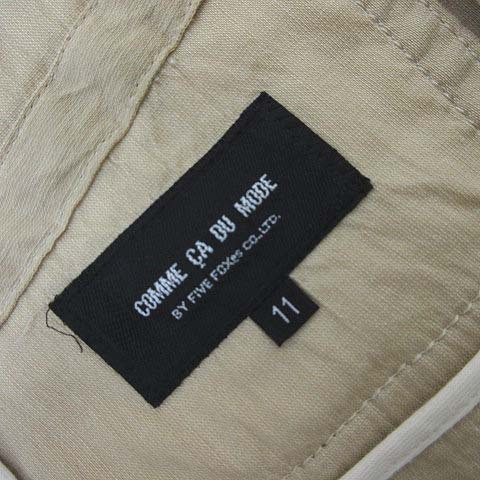 COMME ÇA DU MODE
BY FIVE FOXes CO.,LTD.
11